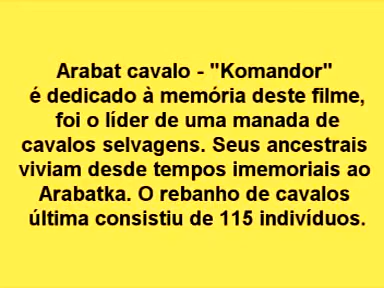 Arabat cavalo - "Komandor"
é dedicado à memória deste filme,
foi o líder de uma manada de
cavalos selvagens. Seus ancestrais
viviam desde tempos imemoriais ao
Arabatka. O rebanho de cavalos
última consistiu de 115 indivíduos.